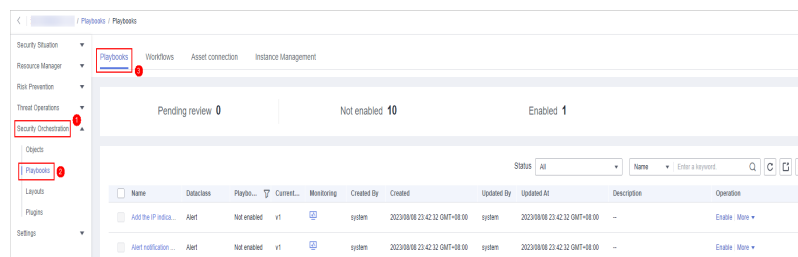 / Playbooks / Playbooks
Security Situation
Resource Manager
Risk Prevention
Threat Operations
Security Orchestration
1
Objects
Playbooks
2
Layouts
Plugins
Settings
Playbooks Workflows Asset connection Instance Management
3
Pending review 0 Not enabled 10 Enabled 1
Status All Name Enter a keyword.
Name Dataclass Playbo... Current... Monitoring Created By Created Updated By Updated At Description Operation
Add the IP indica... Alert Not enabled v1 system 2023/08/08 23:42:32 GMT+08:00 system 2023/08/08 23:42:32 GMT+08:00 -- Enable More
Alert notification ... Alert Not enabled v1 system 2023/08/08 23:42:32 GMT+08:00 system 2023/08/08 23:42:32 GMT+08:00 -- Enable More